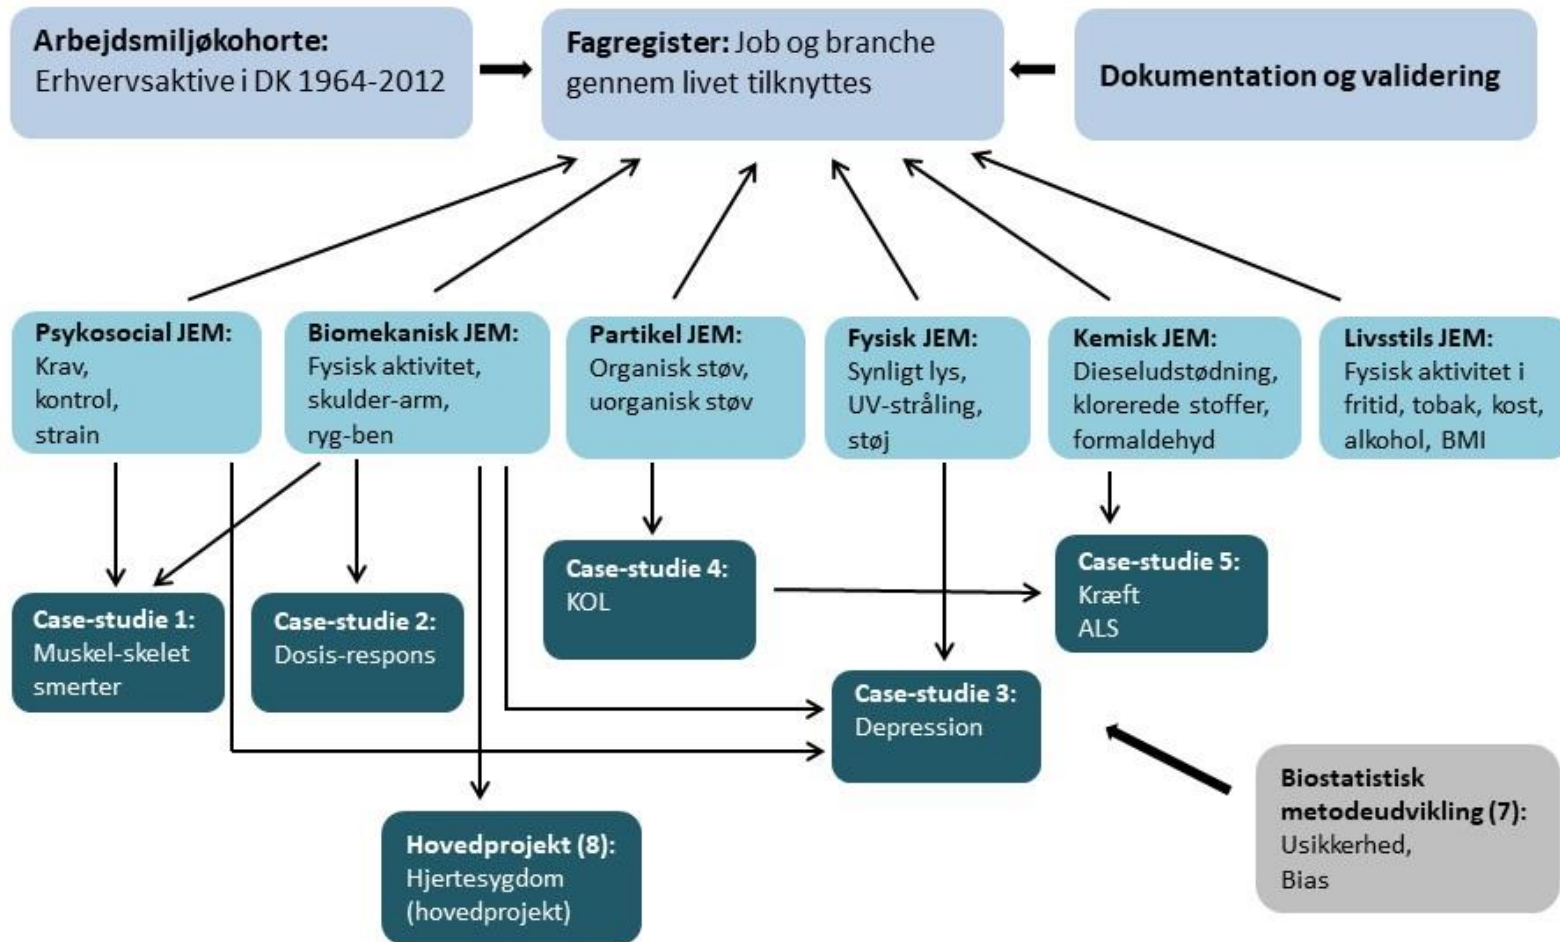 Arbejdsmiljøkohorte:
Erhvervsaktive i DK 1964-2012
Fagregister: Job og branche
gennem livet tilknyttes
Dokumentation og validering
Psykosocial JEM:
Krav,
kontrol,
strain
Biomekanisk JEM:
Fysisk aktivitet,
skulder-arm,
ryg-ben
Partikel JEM:
Organisk støv,
uorganisk støv
Fysisk JEM:
Synligt lys,
UV-stråling,
støj
Kemisk JEM:
Dieseludstødning,
klorerede stoffer,
formaldehyd
Livsstils JEM:
Fysisk aktivitet i
fritid, tobak, kost,
alkohol, BMI
Case-studie 1:
Muskel-skelet
smerter
Case-studie 2:
Dosis-respons
Case-studie 4:
KOL
Case-studie 5:
Kræft
ALS
Case-studie 3:
Depression
Hovedprojekt (8):
Hjertesygdom
(hovedprojekt)
Biostatistisk
metodeudvikling (7):
Usikkerhed,
Bias